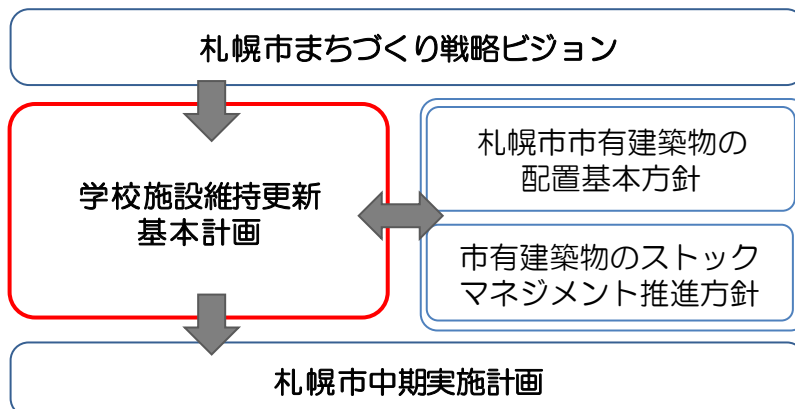 札幌市まちづくり戦略ビジョン
学校施設維持更新
基本計画
札幌市市有建築物の
配置基本方針
市有建築物のストック
マネジメント推進方針
札幌市中期実施計画